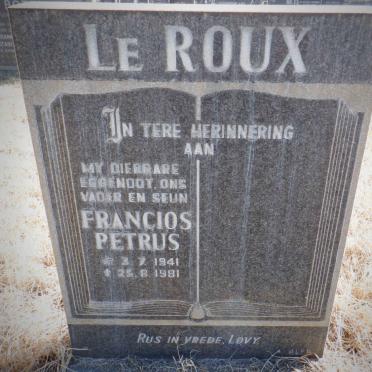 LE ROUX
IN TERE HERINNERING
AAN
MY DIERBARE
EGGENOOT, ONS
VADER EN SEUN
FRANCIOS
PETRUS
* 3.7.1941
† 25.8.1981
RUS IN VREDE, LOVY.